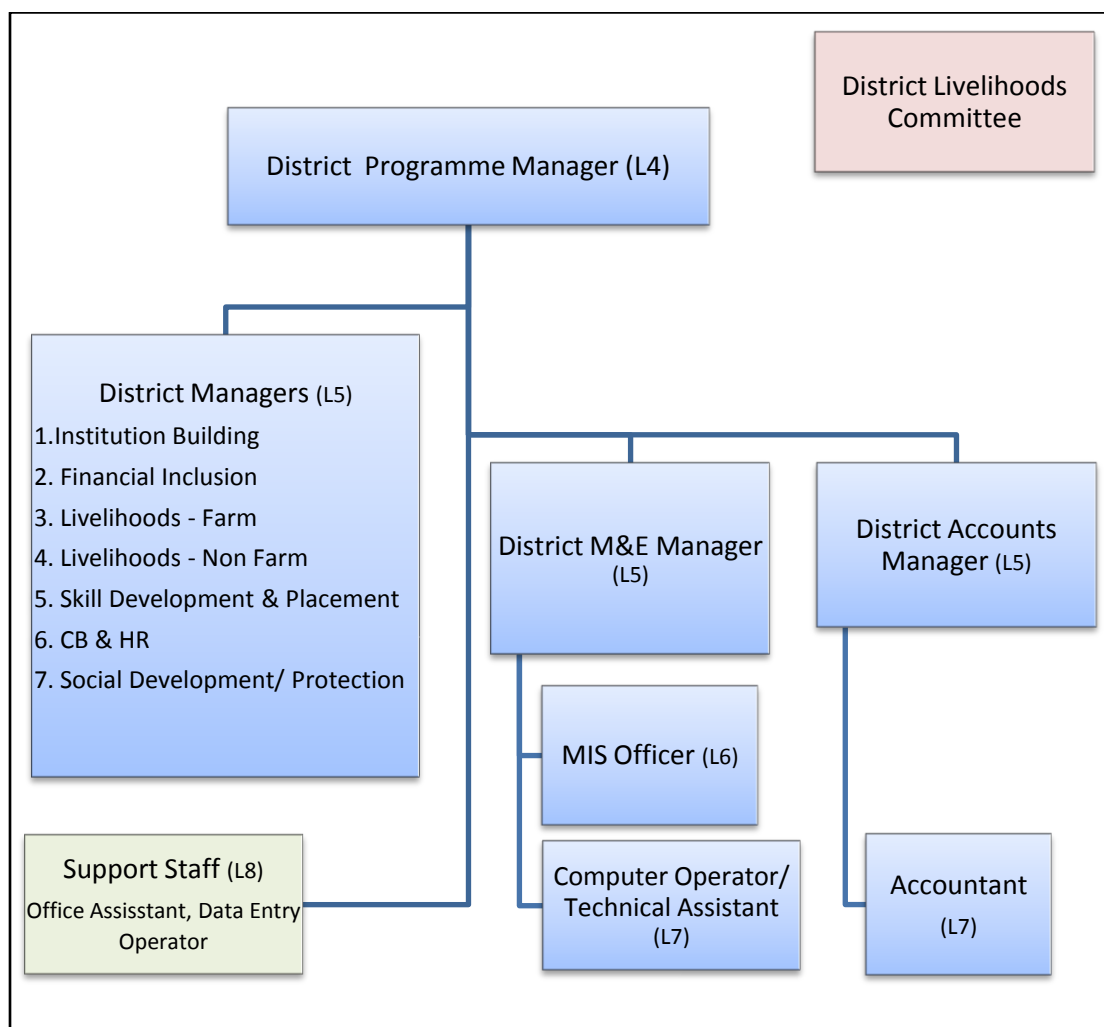 District Livelihoods
Committee
District Programme Manager (L4)
District Managers (L5)
1.Institution Building
2. Financial Inclusion
3. Livelihoods - Farm
4. Livelihoods - Non Farm
5. Skill Development & Placement
6. CB & HR
7. Social Development/ Protection
District M&E Manager
(L5)
District Accounts
Manager (L5)
MIS Officer (L6)
Support Staff (L8)
Office Assisstant, Data Entry
Operator
Computer Operator/
Technical Assistant
(L7)
Accountant
(L7)